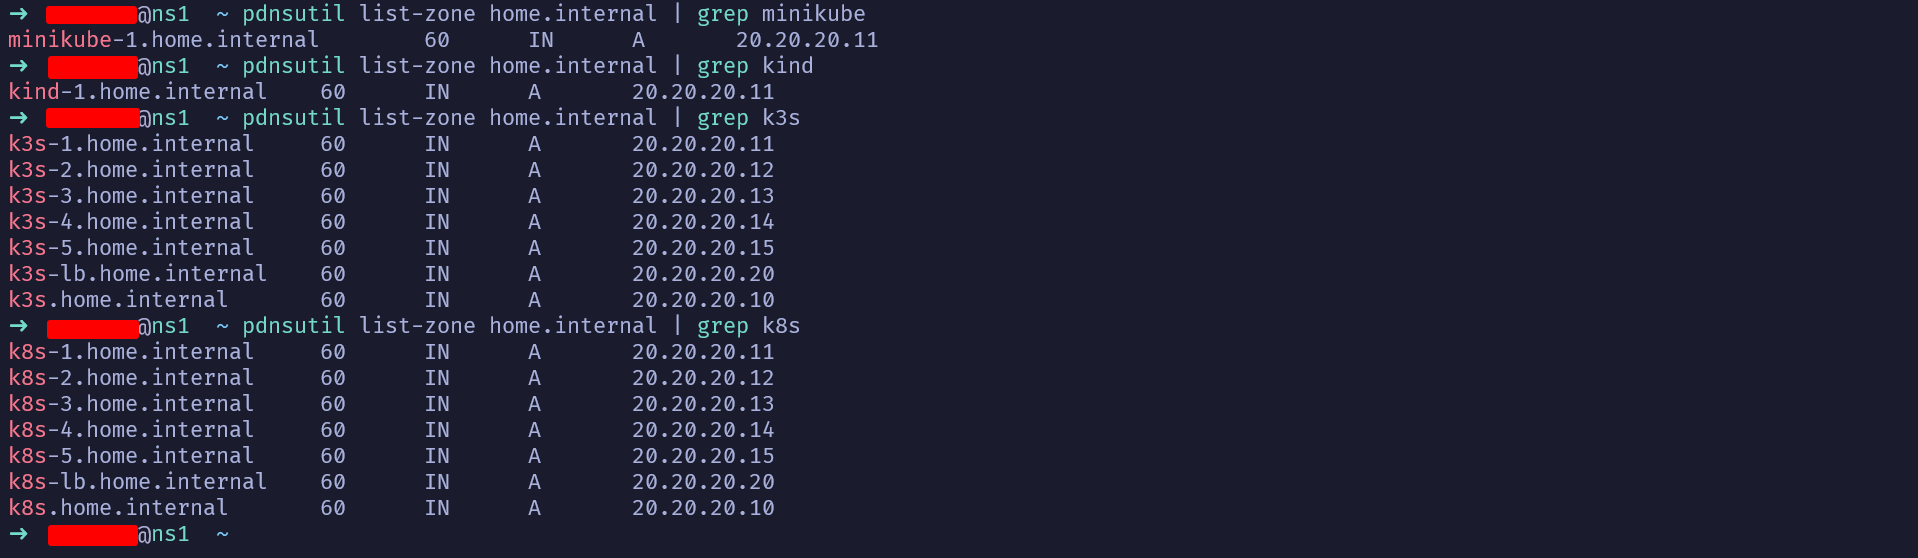 → @ns1 ~ pdnsutil list-zone home.internal | grep minikube
minikube-1.home.internal 60 IN A 20.20.20.11
→ @ns1 ~ pdnsutil list-zone home.internal | grep kind
kind-1.home.internal 60 IN A 20.20.20.11
→ @ns1 ~ pdnsutil list-zone home.internal | grep k3s
k3s-1.home.internal 60 IN A 20.20.20.11
k3s-2.home.internal 60 IN A 20.20.20.12
k3s-3.home.internal 60 IN A 20.20.20.13
k3s-4.home.internal 60 IN A 20.20.20.14
k3s-5.home.internal 60 IN A 20.20.20.15
k3s-lb.home.internal 60 IN A 20.20.20.20
k3s.home.internal 60 IN A 20.20.20.10
→ @ns1 ~ pdnsutil list-zone home.internal | grep k8s
k8s-1.home.internal 60 IN A 20.20.20.11
k8s-2.home.internal 60 IN A 20.20.20.12
k8s-3.home.internal 60 IN A 20.20.20.13
k8s-4.home.internal 60 IN A 20.20.20.14
k8s-5.home.internal 60 IN A 20.20.20.15
k8s-lb.home.internal 60 IN A 20.20.20.20
k8s.home.internal 60 IN A 20.20.20.10
→ @ns1 ~